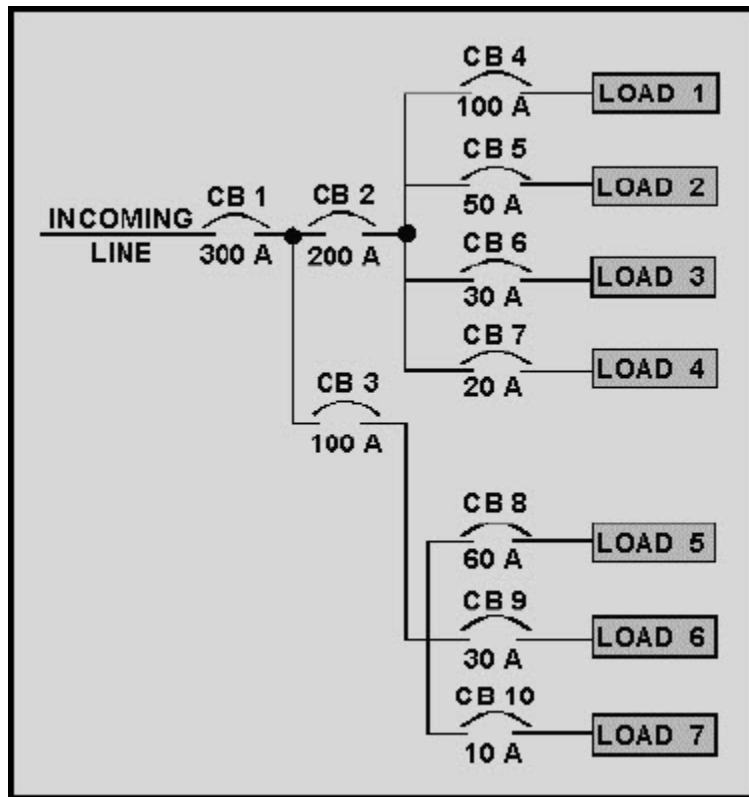 CB 4
100 A
LOAD 1
CB 5
50 A
LOAD 2
INCOMING
LINE
CB 1
300 A
CB 2
200 A
CB 6
30 A
LOAD 3
CB 7
20 A
LOAD 4
CB 3
100 A
CB 8
60 A
LOAD 5
CB 9
30 A
LOAD 6
CB 10
10 A
LOAD 7